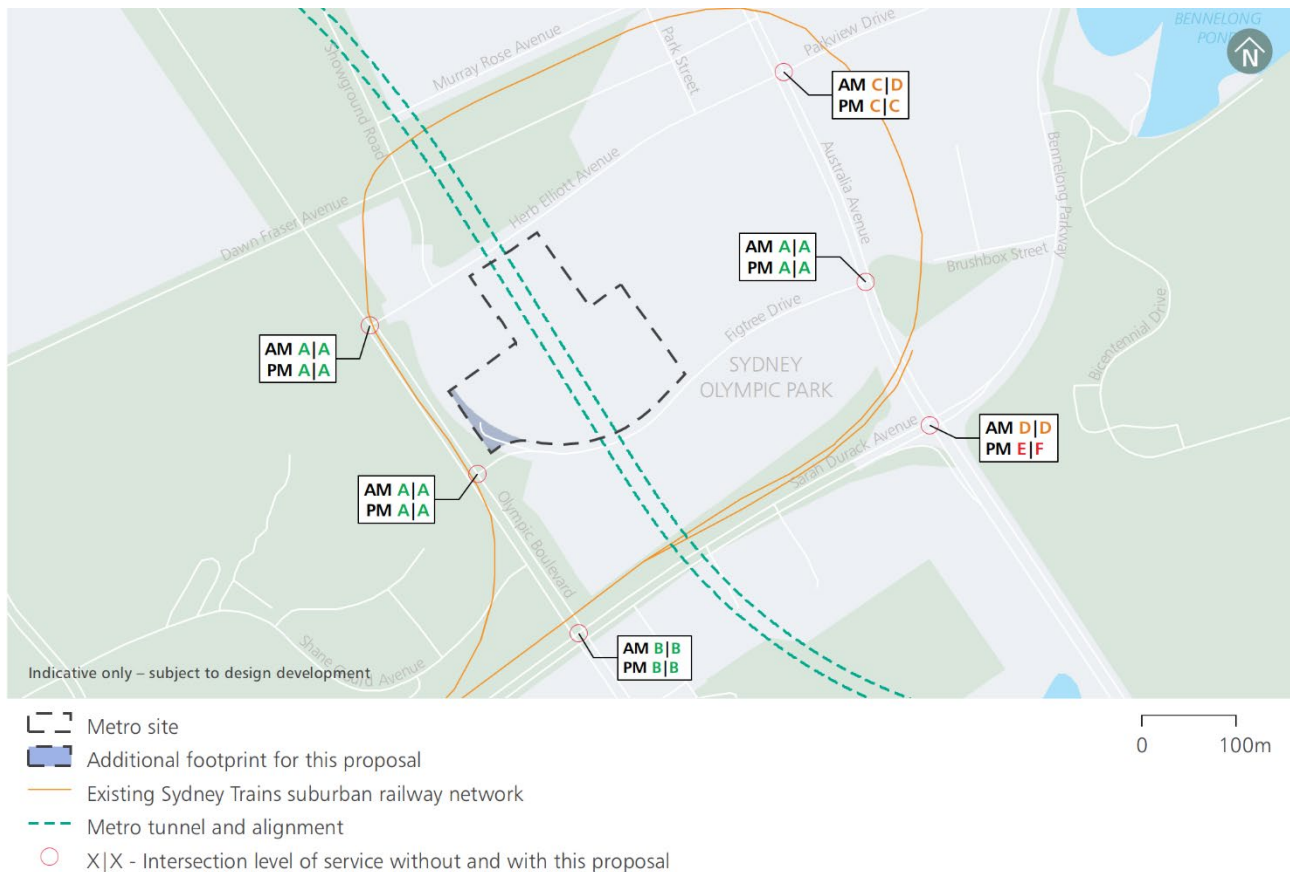 BENNELONG
POND
N
Parkview Drive
Park Street
Murray Rose Avenue
Showground Road
AM C|D
PM C|C
Bennelong Parkway
Australia Avenue
Herb Elliott Avenue
Dawn Fraser Avenue
AM A|A
PM A|A
Brushbox Street
Bicentennial Drive
Figtree Drive
AM A|A
PM A|A
SYDNEY
OLYMPIC PARK
AM D|D
PM E|F
Sarah Durack Avenue
AM A|A
PM A|A
Olympic Boulevard
AM B|B
PM B|B
Shane Gould Avenue
Indicative only – subject to design development
Metro site
0 100m
Additional footprint for this proposal
Existing Sydney Trains suburban railway network
Metro tunnel and alignment
X|X - Intersection level of service without and with this proposal